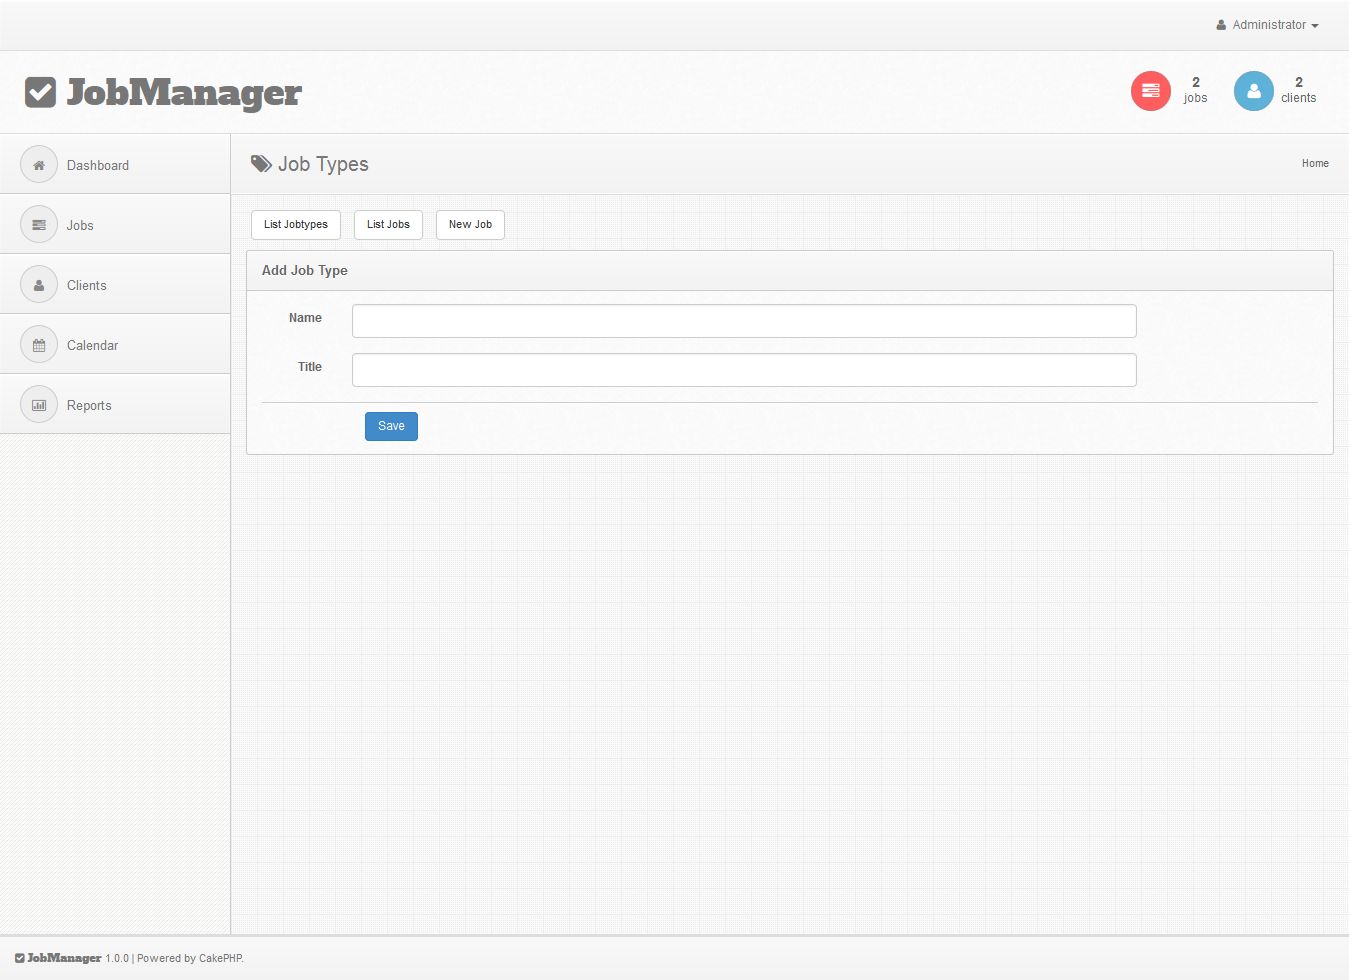 Administrator
JobManager
2
jobs
2
clients
Dashboard
Jobs
Clients
Calendar
Reports
Job Types
Home
List Jobtypes
List Jobs
New Job
Add Job Type
Name
Title
Save
JobManager 1.0.0 | Powered by CakePHP.